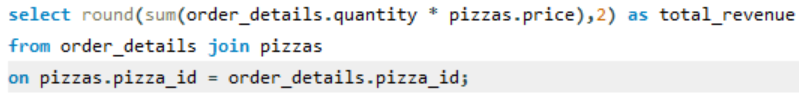 select round(sum(order_details.quantity * pizzas.price),2) as total_revenue
from order_details join pizzas
on pizzas.pizza_id = order_details.pizza_id;